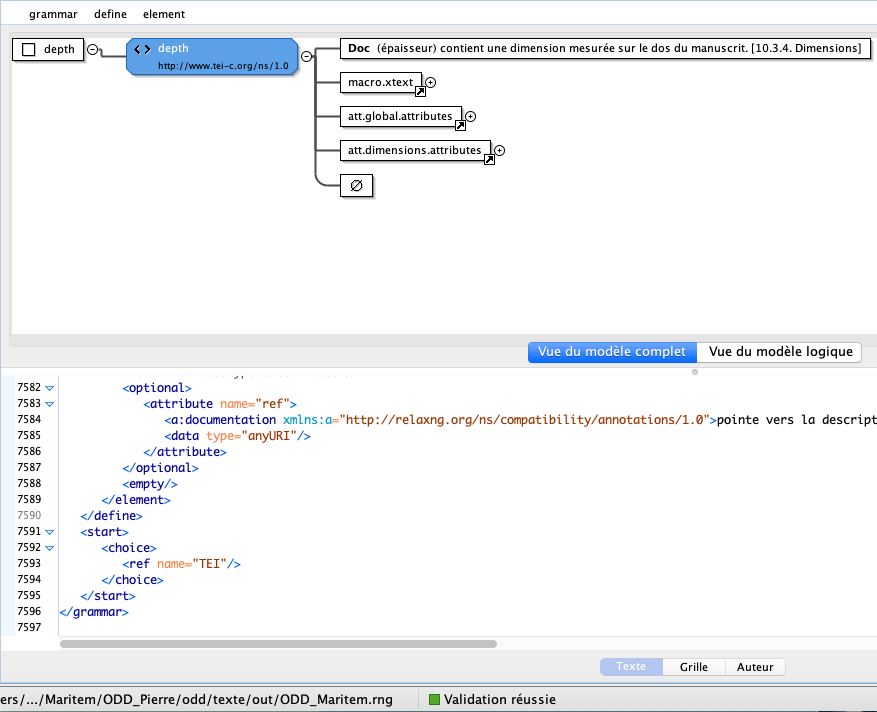 grammar define element
depth
depth
http://www.tei-c.org/ns/1.0
Doc (épaisseur) contient une dimension mesurée sur le dos du manuscrit. [10.3.4. Dimensions]
macro.xtext
att.global.attributes
att.dimensions.attributes
∅
Vue du modèle complet Vue du modèle logique
7582 <optional>
7583 <attribute name="ref">
7584 <a:documentation xmlns:a="http://relaxng.org/ns/compatibility/annotations/1.0">pointe vers la descript
7585 <data type="anyURI"/>
7586 </attribute>
7587 </optional>
7588 <empty/>
7589 </element>
7590 </define>
7591 <start>
7592 <choice>
7593 <ref name="TEI"/>
7594 </choice>
7595 </start>
7596 </grammar>
7597
Texte Grille Auteur
ers/.../Maritem/ODD_Pierre/odd/texte/out/ODD_Maritem.rng Validation réussie